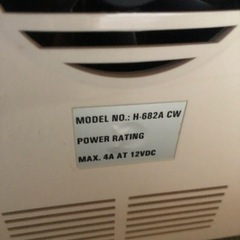 MODEL NO.: H-682A CW
POWER RATING
MAX. 4A AT 12VDC